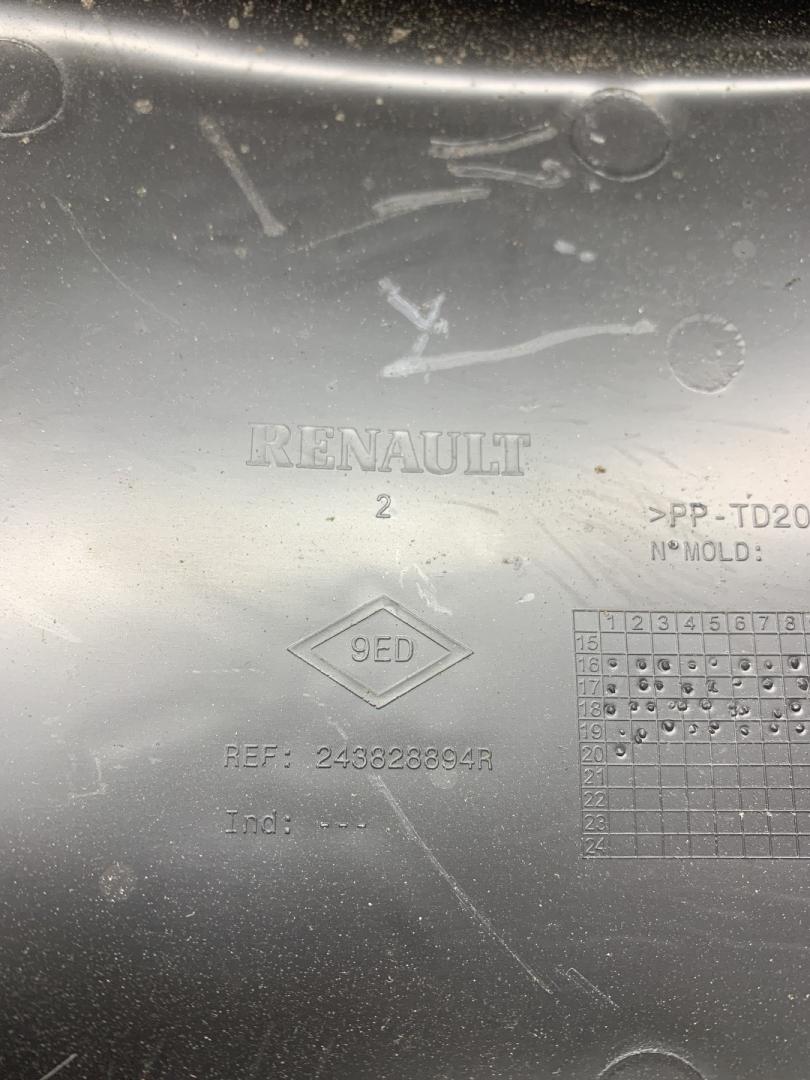 RENAULT
2
>PP-TD20
N°MOLD:
9ED
REF: 243828894R
Ind: ---
1 2 3 4 5 6 7 8
15
16
17
18
19
20
21
22
23
24